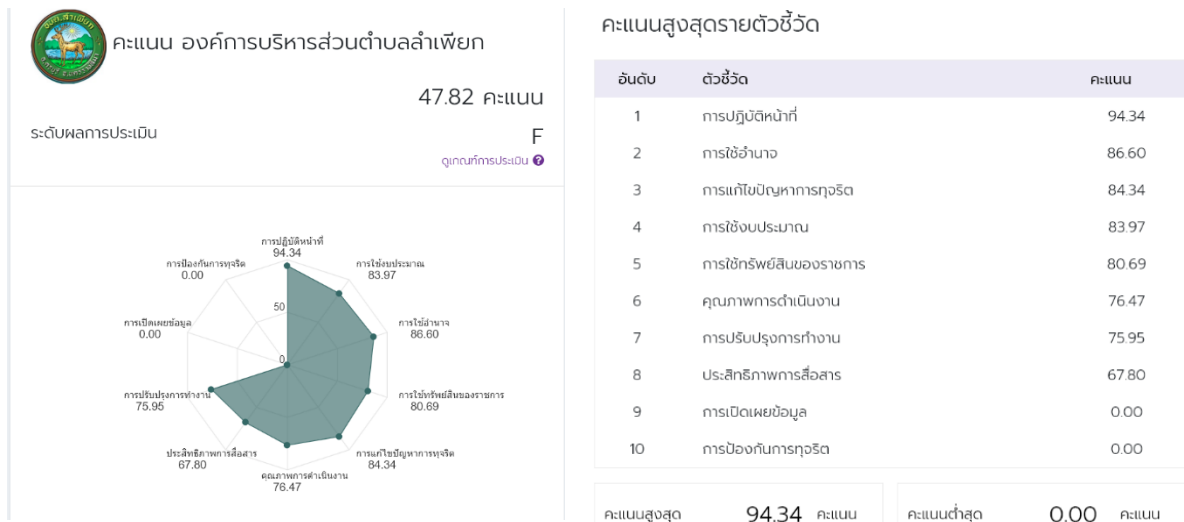 คะแนน องค์การบริหารส่วนตำบลลำเพียก
47.82 คะแนน
ระดับผลการประเมิน
F
ดูเกณฑ์การประเมิน
การปฏิบัติหน้าที่
94.34
การป้องกันการทุจริต
0.00
การใช้งบประมาณ
83.97
50
การเปิดเผยข้อมูล
0.00
การใช้อำนาจ
86.60
0
การปรับปรุงการทำงาน
75.95
การใช้ทรัพย์สินของราชการ
80.69
ประสิทธิภาพการสื่อสาร
67.80
การแก้ไขปัญหาการทุจริต
84.34
คุณภาพการดำเนินงาน
76.47
คะแนนสูงสุดรายตัวชี้วัด
อันดับ ตัวชี้วัด คะแนน
1 การปฏิบัติหน้าที่ 94.34
2 การใช้อำนาจ 86.60
3 การแก้ไขปัญหาการทุจริต 84.34
4 การใช้งบประมาณ 83.97
5 การใช้ทรัพย์สินของราชการ 80.69
6 คุณภาพการดำเนินงาน 76.47
7 การปรับปรุงการทำงาน 75.95
8 ประสิทธิภาพการสื่อสาร 67.80
9 การเปิดเผยข้อมูล 0.00
10 การป้องกันการทุจริต 0.00
คะแนนสูงสุด 94.34 คะแนน
คะแนนต่ำสุด 0.00 คะแนน